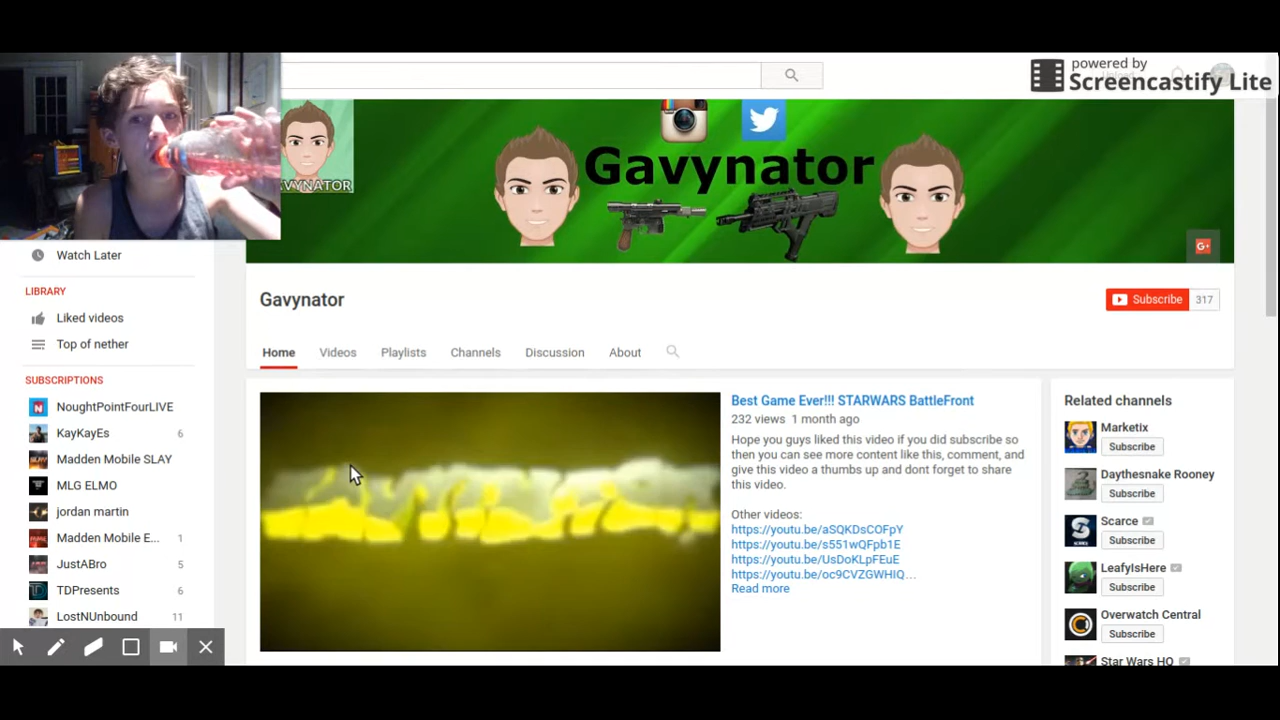 powered by
Screencastify Lite
Gavynator
Watch Later
LIBRARY
Liked videos
Top of nether
SUBSCRIPTIONS
NoughtPointFourLIVE
KayKayEs 6
Madden Mobile SLAY
MLG ELMO
jordan martin
Madden Mobile E... 1
JustABro 5
TDPresents 6
LostNUnbound 11
Gavynator
Subscribe 317
Home Videos Playlists Channels Discussion About
Best Game Ever!!! STARWARS BattleFront
232 views 1 month ago
Hope you guys liked this video if you did subscribe so
then you can see more content like this, comment, and
give this video a thumbs up and dont forget to share
this video.
Other videos:
https://youtu.be/aSQKDsCOFpY
https://youtu.be/s551wQFpb1E
https://youtu.be/UsDoKLpFEuE
https://youtu.be/oc9CVZGWHIQ...
Read more
Related channels
Marketix
Subscribe
Daythesnake Rooney
Subscribe
Scarce
Subscribe
LeafyIsHere
Subscribe
Overwatch Central
Subscribe
Star Wars HQ